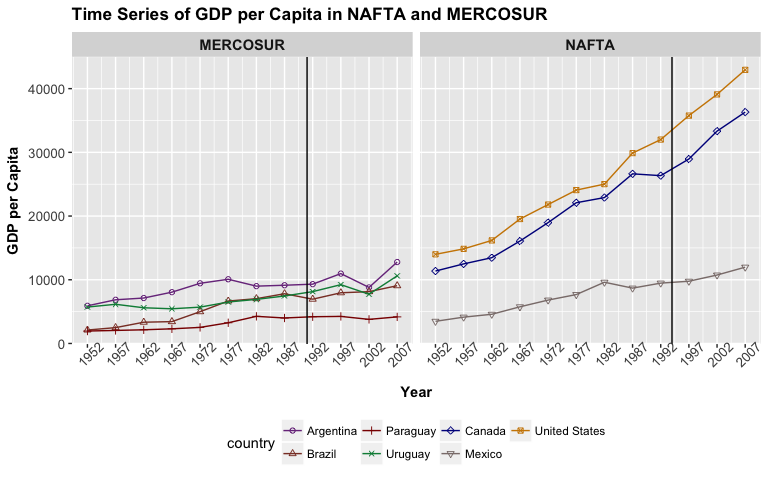 Time Series of GDP per Capita in NAFTA and MERCOSUR
MERCOSUR NAFTA
GDP per Capita
40000
30000
20000
10000
0
1952 1957 1962 1967 1972 1977 1982 1987 1992 1997 2002 2007 1952 1957 1962 1967 1972 1977 1982 1987 1992 1997 2002 2007
Year
country
Argentina Paraguay Canada United States
Brazil Uruguay Mexico